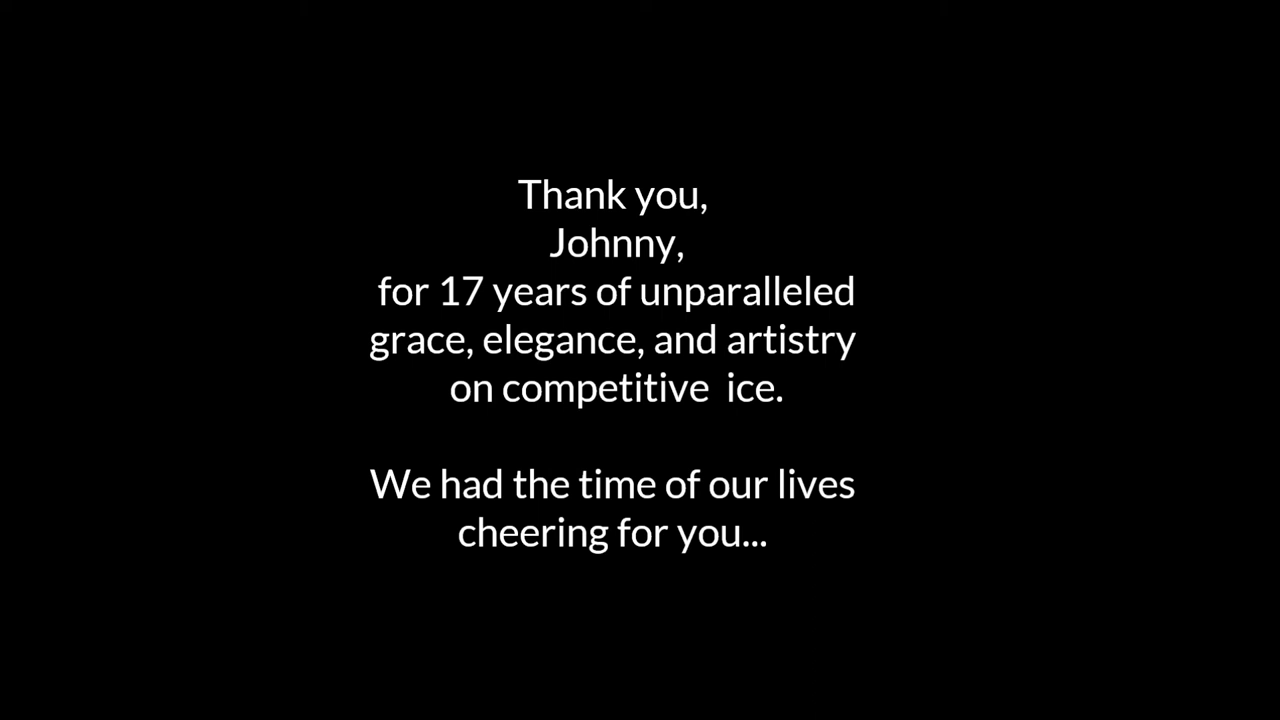 Thank you,
Johnny,
for 17 years of unparalleled
grace, elegance, and artistry
on competitive  ice.
We had the time of our lives
cheering for you...